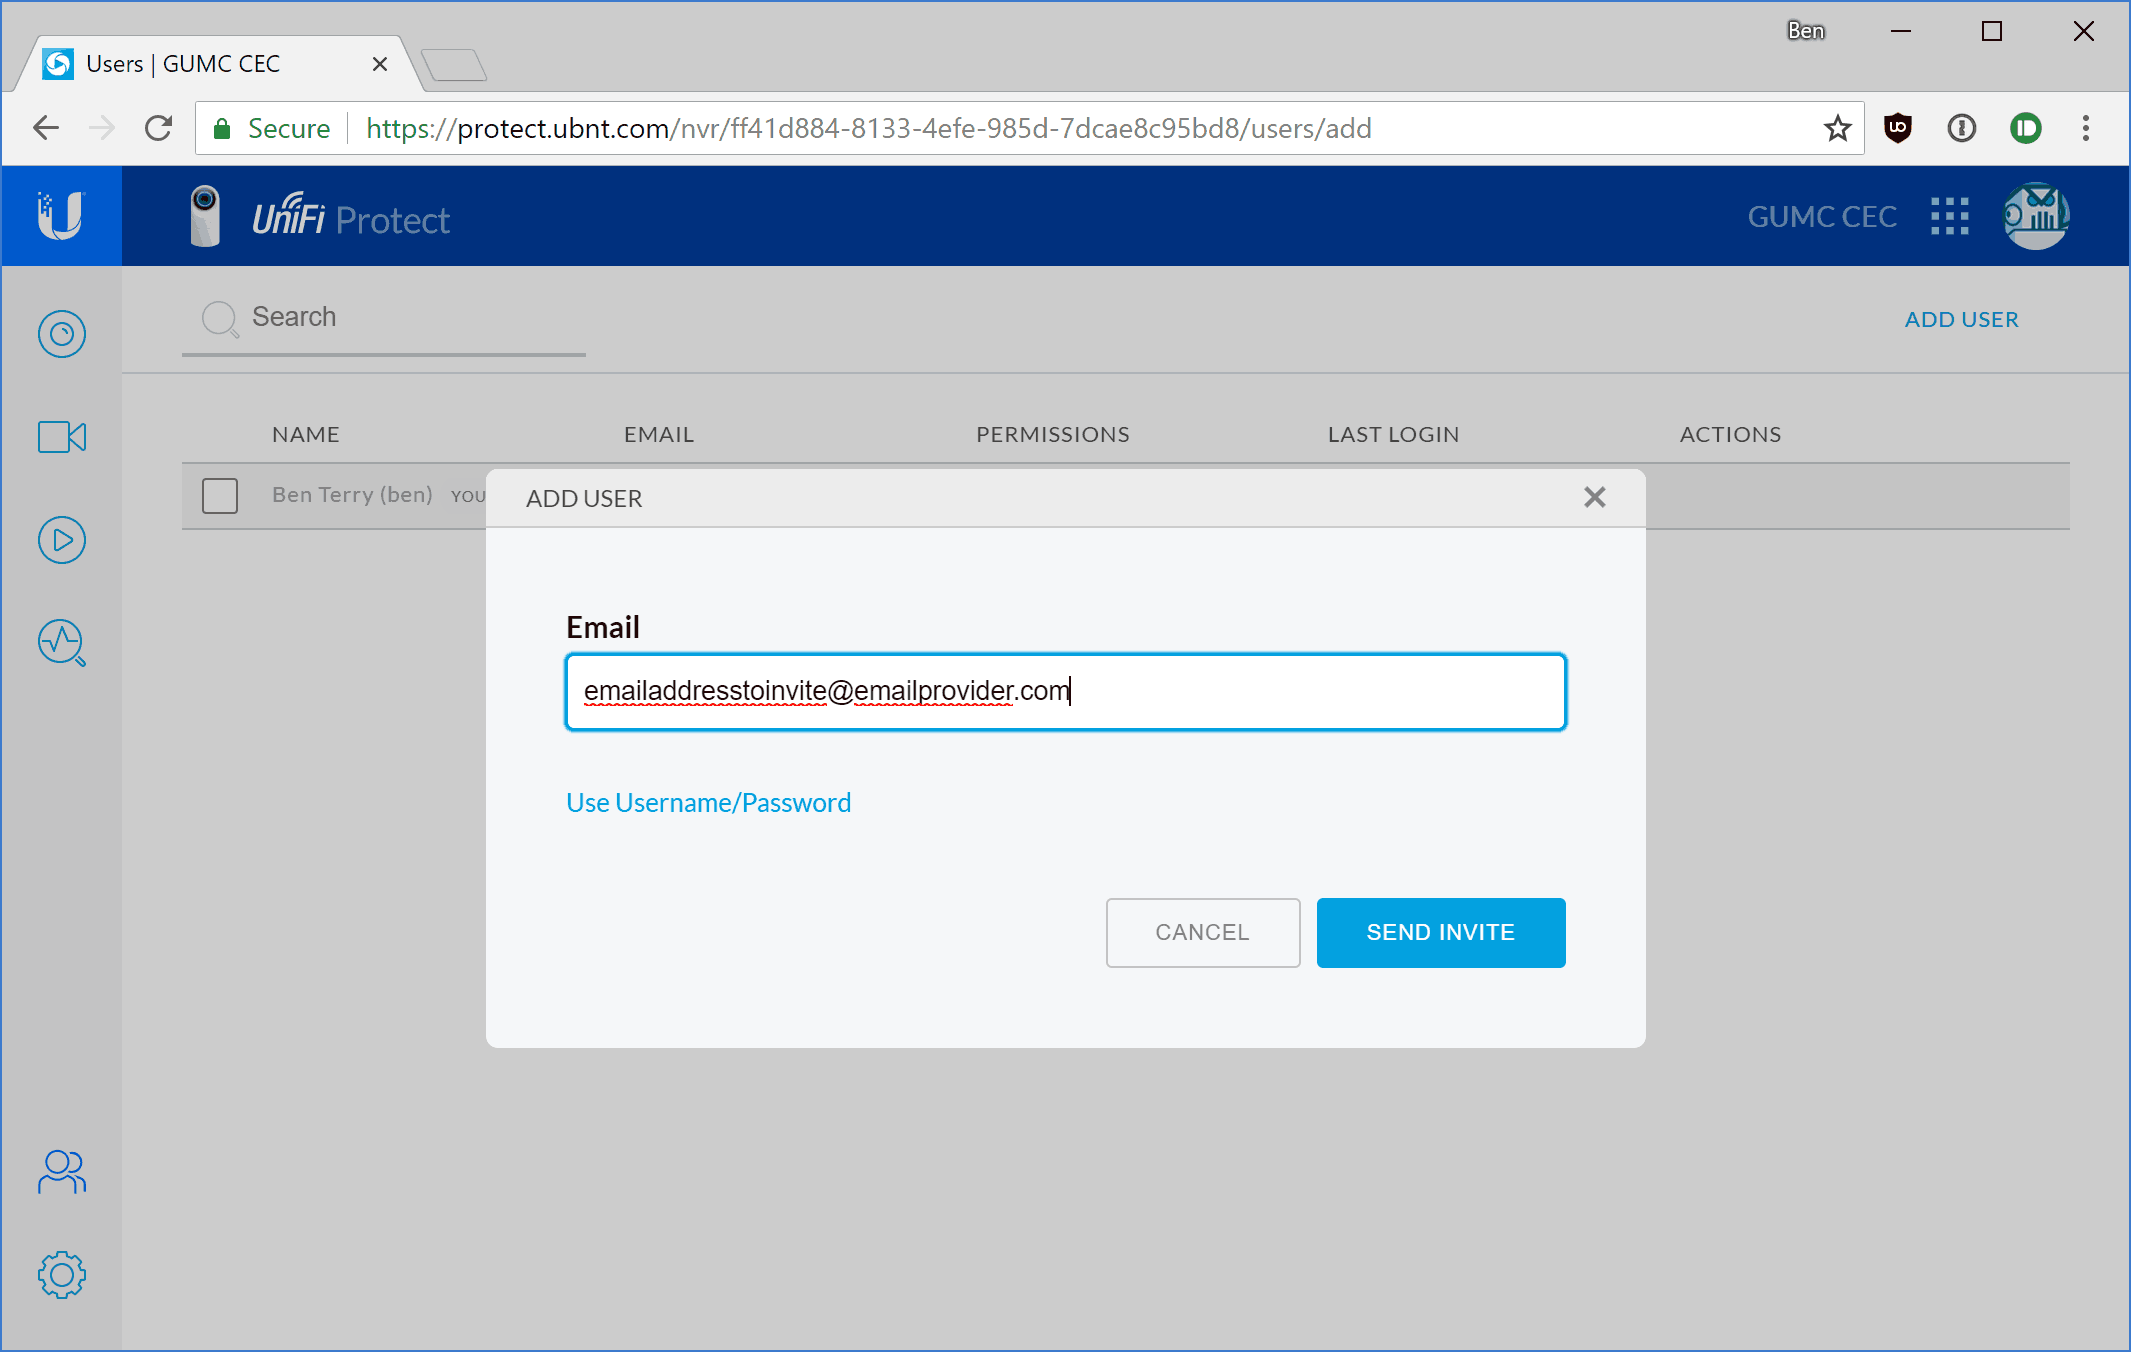 Ben
Users | GUMC CEC
Secure https://protect.ubnt.com/nvr/ff41d884-8133-4efe-985d-7dcae8c95bd8/users/add
UniFi Protect
GUMC CEC
Search
ADD USER
NAME EMAIL PERMISSIONS LAST LOGIN ACTIONS
Ben Terry (ben) YOU
ADD USER
Email
emailaddresstoinvite@emailprovider.com
Use Username/Password
CANCEL SEND INVITE